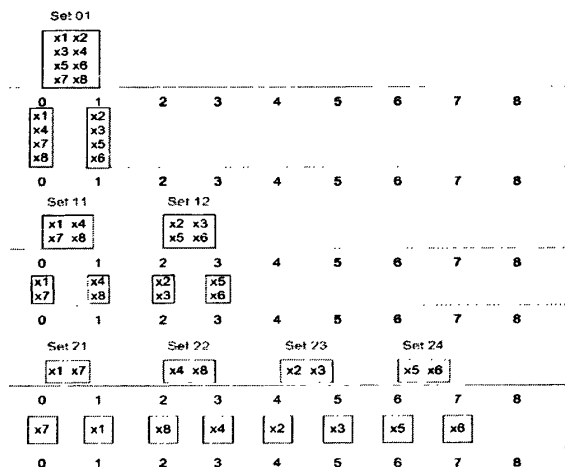 Set 01
x1 x2
x3 x4
x5 x6
x7 x8
0 1 2 3 4 5 6 7 8
x1 x2
x4 x3
x7 x5
x8 x6
0 1 2 3 4 5 6 7 8
Set 11 Set 12
x1 x4 x2 x3
x7 x8 x5 x6
0 1 2 3 4 5 6 7 8
x1 x4 x2 x5
x7 x8 x3 x6
0 1 2 3 4 5 6 7 8
Set 21 Set 22 Set 23 Set 24
x1 x7 x4 x8 x2 x3 x5 x6
0 1 2 3 4 5 6 7 8
x7 x1 x8 x4 x2 x3 x5 x6
0 1 2 3 4 5 6 7 8